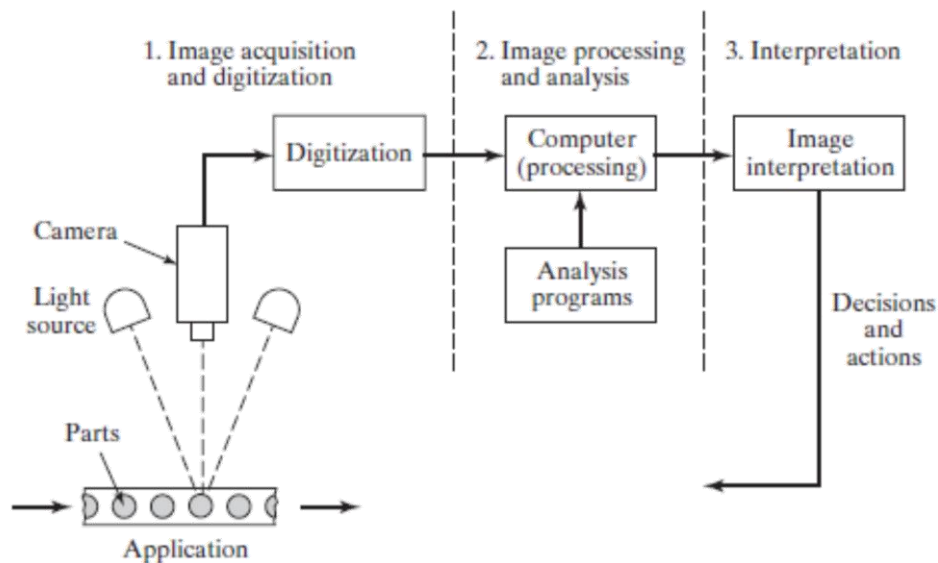 1. Image acquisition
and digitization
2. Image processing
and analysis
3. Interpretation
Digitization
Computer
(processing)
Image
interpretation
Camera
Analysis
programs
Light
source
Decisions
and
actions
Parts
Application